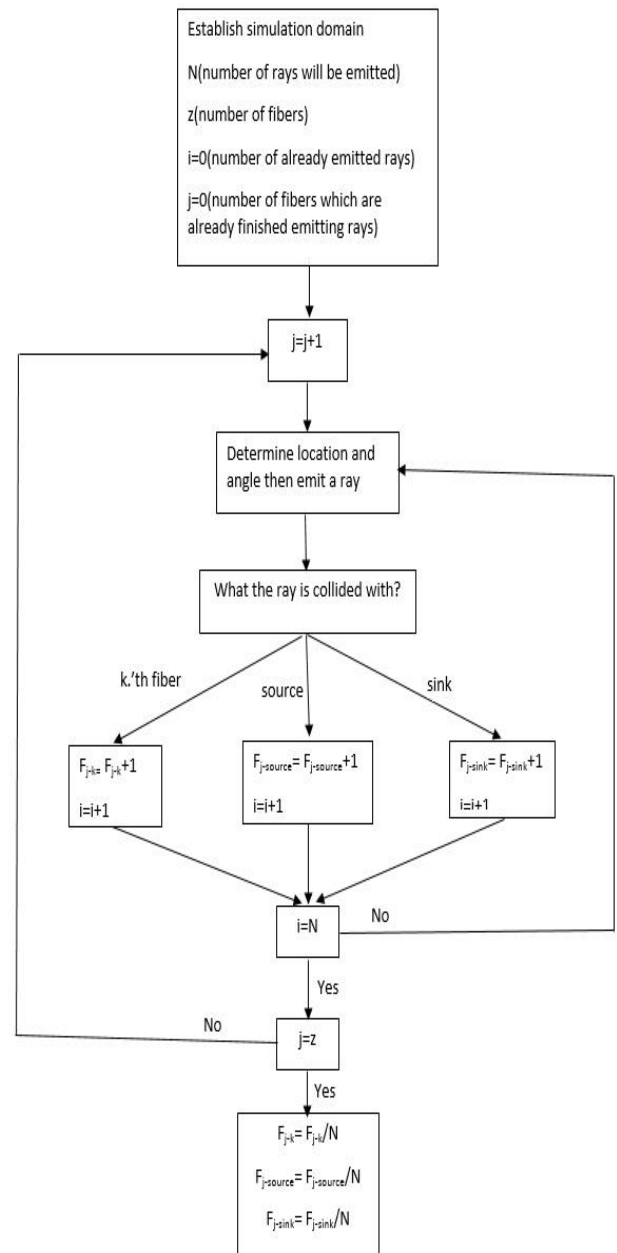 Establish simulation domain
N(number of rays will be emitted)
z(number of fibers)
i=0(number of already emitted rays)
j=0(number of fibers which are
already finished emitting rays)
j=j+1
Determine location and
angle then emit a ray
What the ray is collided with?
k.'th fiber
source
sink
Fj-k= Fj-k+1
i=i+1
Fj-source= Fj-source+1
i=i+1
Fj-sink= Fj-sink+1
i=i+1
i=N
No
Yes
No
j=z
Yes
Fj-k= Fj-k/N
Fj-source= Fj-source/N
Fj-sink= Fj-sink/N